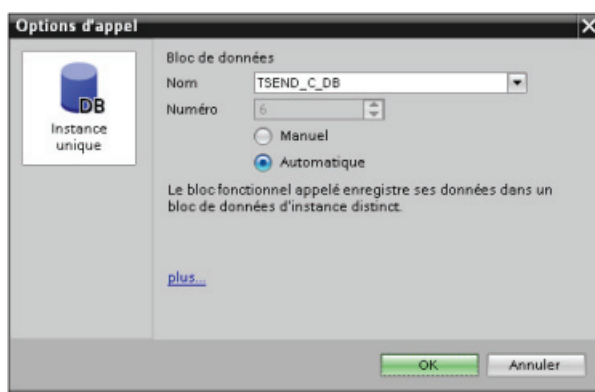 Options d'appel
Bloc de données
Nom TSEND_C_DB
Numéro 6
Manuel
Automatique
DB
Instance
unique
Le bloc fonctionnel appelé enregistre ses données dans un
bloc de données d'instance distinct.
plus...
OK Annuler